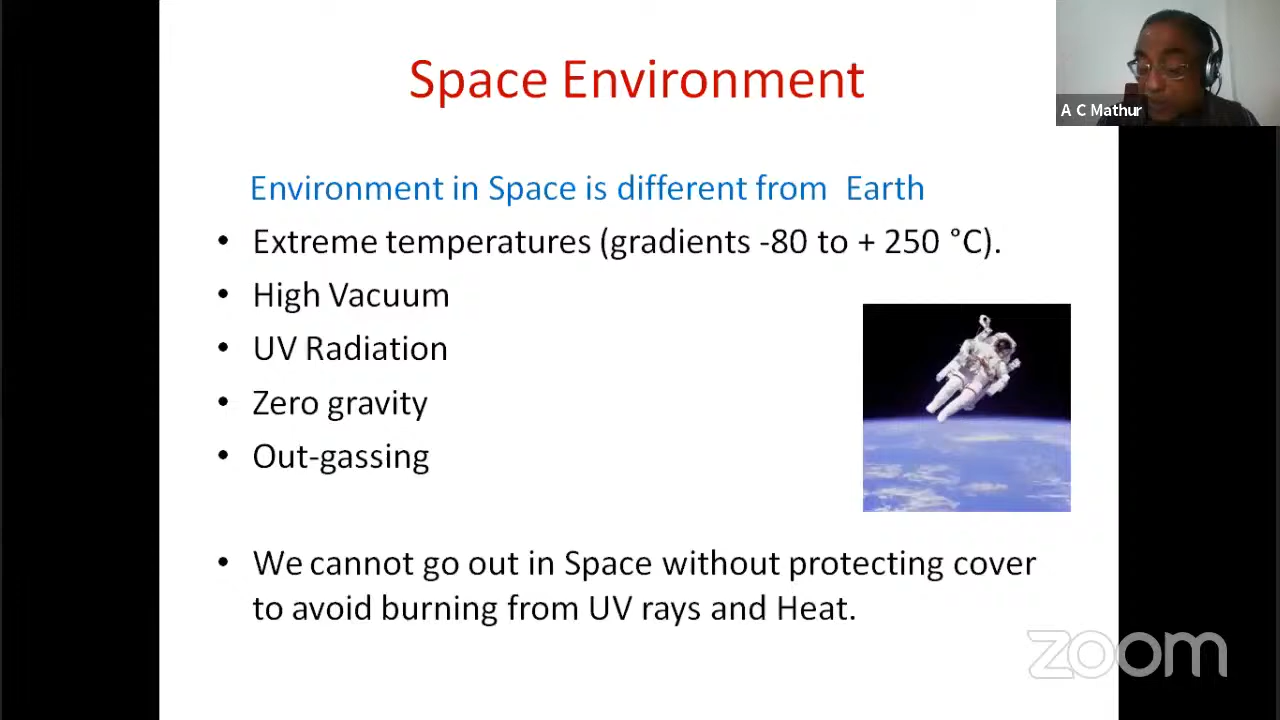 Space Environment
A C Mathur
Environment in Space is different from Earth
• Extreme temperatures (gradients -80 to + 250 °C).
• High Vacuum
• UV Radiation
• Zero gravity
• Out-gassing
• We cannot go out in Space without protecting cover
to avoid burning from UV rays and Heat.
zoom